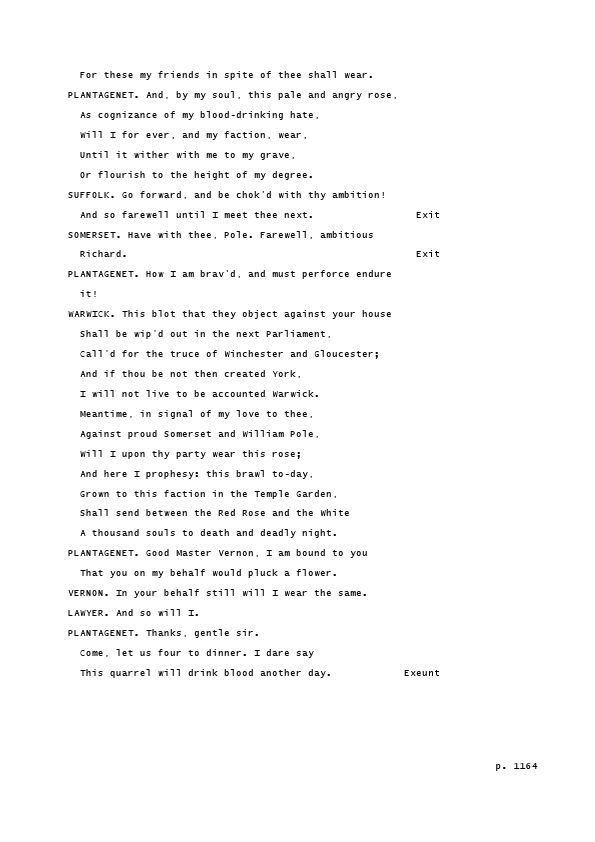 For these my friends in spite of thee shall wear.
PLANTAGENET. And, by my soul, this pale and angry rose,
As cognizance of my blood-drinking hate,
Will I for ever, and my faction, wear,
Until it wither with me to my grave,
Or flourish to the height of my degree.
SUFFOLK. Go forward, and be chok'd with thy ambition!
And so farewell until I meet thee next. Exit
SOMERSET. Have with thee, Pole. Farewell, ambitious
Richard. Exit
PLANTAGENET. How I am brav'd, and must perforce endure
it!
WARWICK. This blot that they object against your house
Shall be wip'd out in the next Parliament,
Call'd for the truce of Winchester and Gloucester;
And if thou be not then created York,
I will not live to be accounted Warwick.
Meantime, in signal of my love to thee,
Against proud Somerset and William Pole,
Will I upon thy party wear this rose;
And here I prophesy: this brawl to-day,
Grown to this faction in the Temple Garden,
Shall send between the Red Rose and the White
A thousand souls to death and deadly night.
PLANTAGENET. Good Master Vernon, I am bound to you
That you on my behalf would pluck a flower.
VERNON. In your behalf still will I wear the same.
LAWYER. And so will I.
PLANTAGENET. Thanks, gentle sir.
Come, let us four to dinner. I dare say
This quarrel will drink blood another day. Exeunt
p. 1164